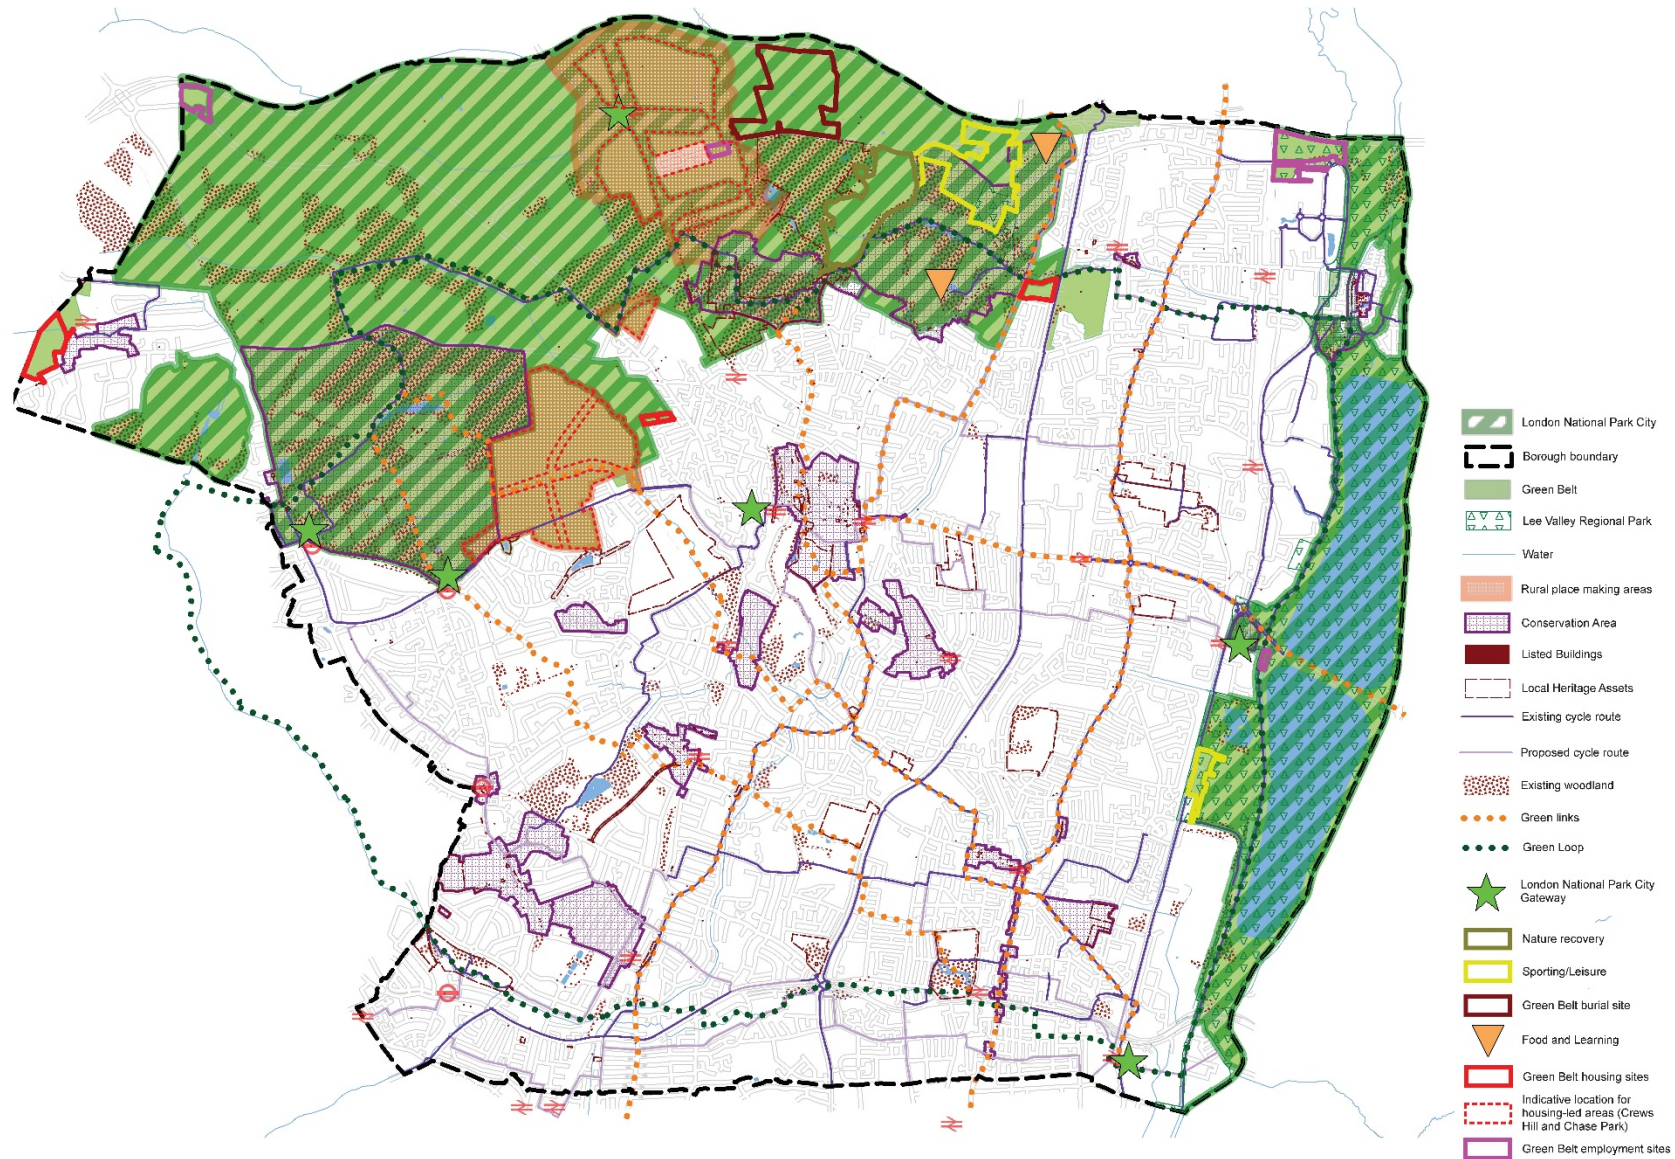 London National Park City
Borough boundary
Green Belt
Lee Valley Regional Park
Water
Rural place making areas
Conservation Area
Listed Buildings
Local Heritage Assets
Existing cycle route
Proposed cycle route
Existing woodland
Green links
Green Loop
London National Park City
Gateway
Nature recovery
Sporting/Leisure
Green Belt burial site
Food and Learning
Green Belt housing sites
Indicative location for
housing-led areas (Crews
Hill and Chase Park)
Green Belt employment sites